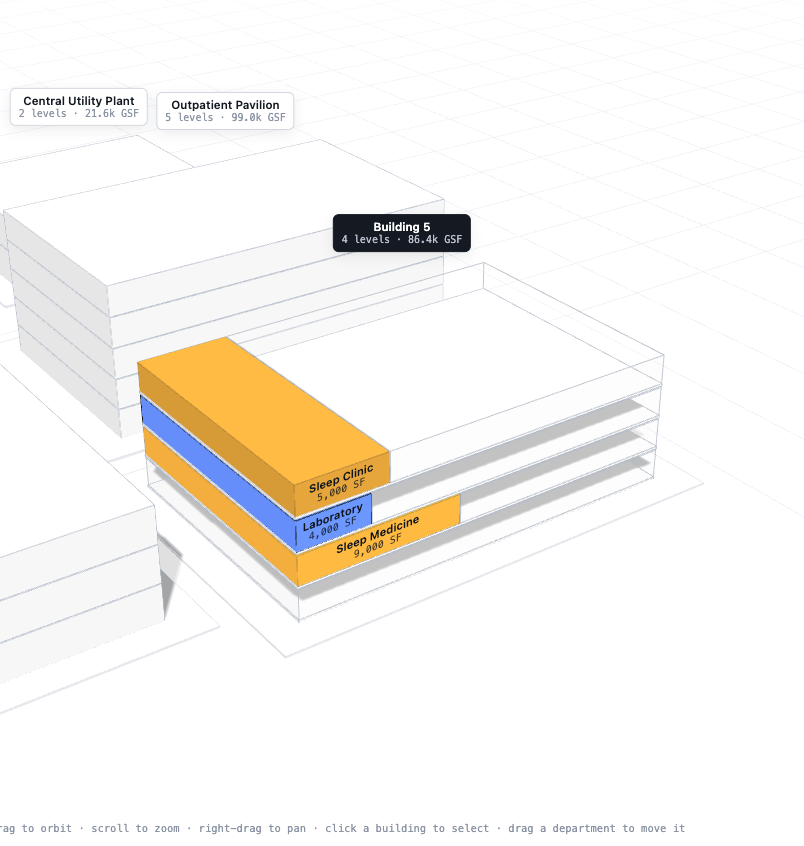 Central Utility Plant
2 levels · 21.6k GSF
Outpatient Pavilion
5 levels · 99.0k GSF
Building 5
4 levels · 86.4k GSF
Sleep Clinic
5,000 SF
Laboratory
4,000 SF
Sleep Medicine
9,000 SF
to orbit · scroll to zoom · right-drag to pan · click a building to select · drag a department to move it